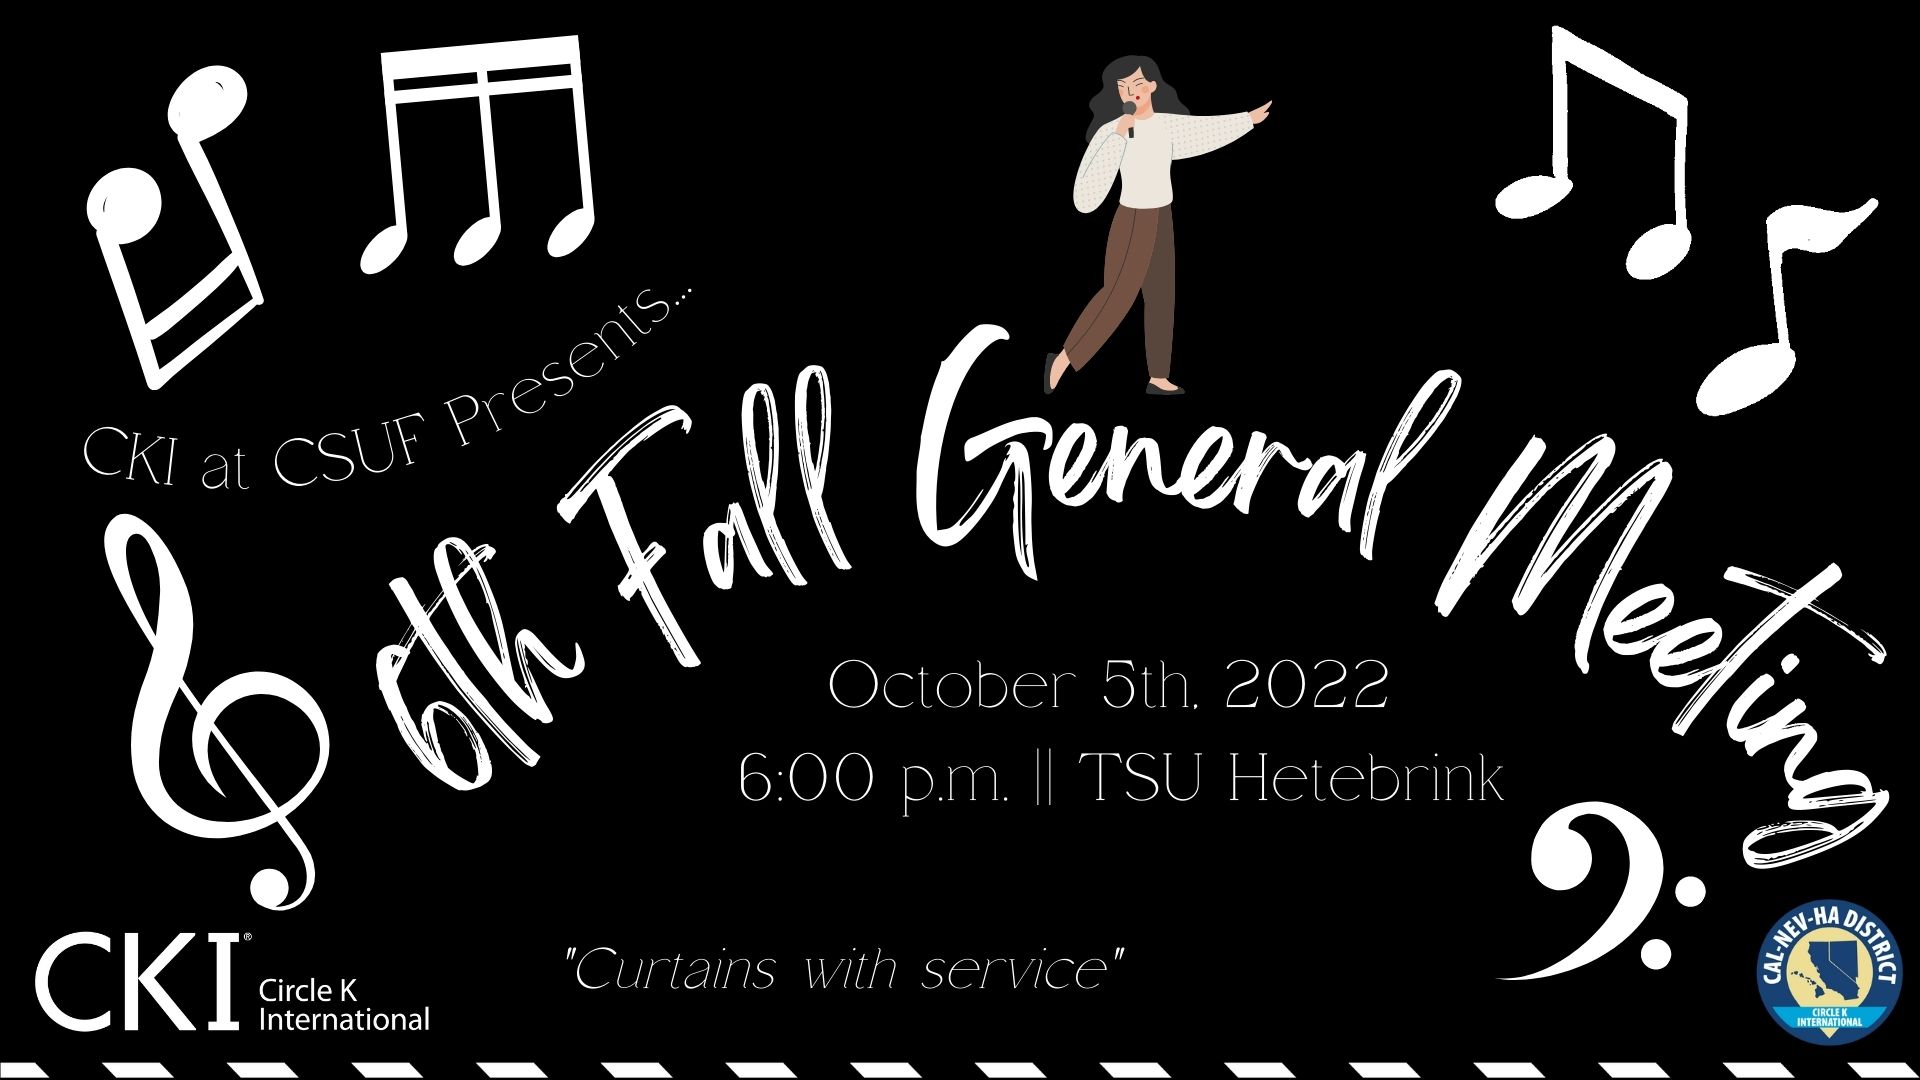 CKI at CSUF Presents...
6th Fall General Meeting
October 5th, 2022
6:00 p.m. || TSU Hetebrink
"Curtains with service"
CKI®
Circle K
International
CAL-NEV-HA DISTRICT
CIRCLE K
INTERNATIONAL